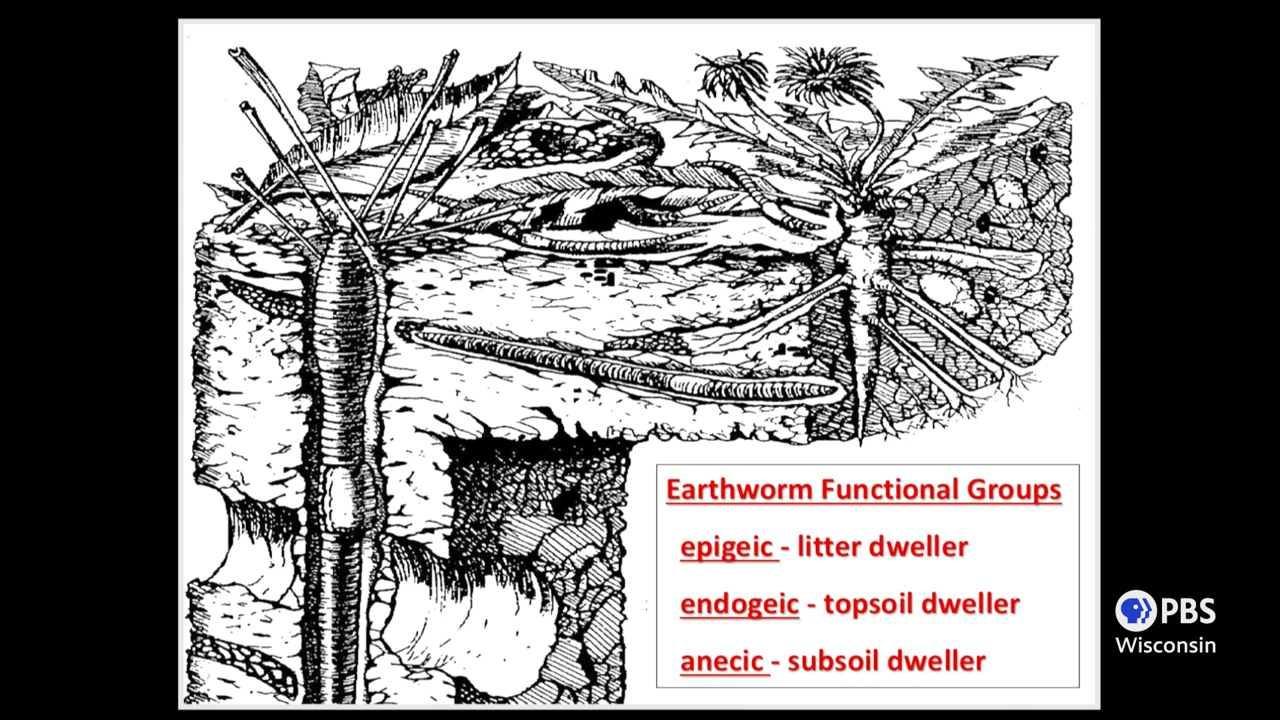 Earthworm Functional Groups
epigeic - litter dweller
endogeic - topsoil dweller
anecic - subsoil dweller
PBS
Wisconsin